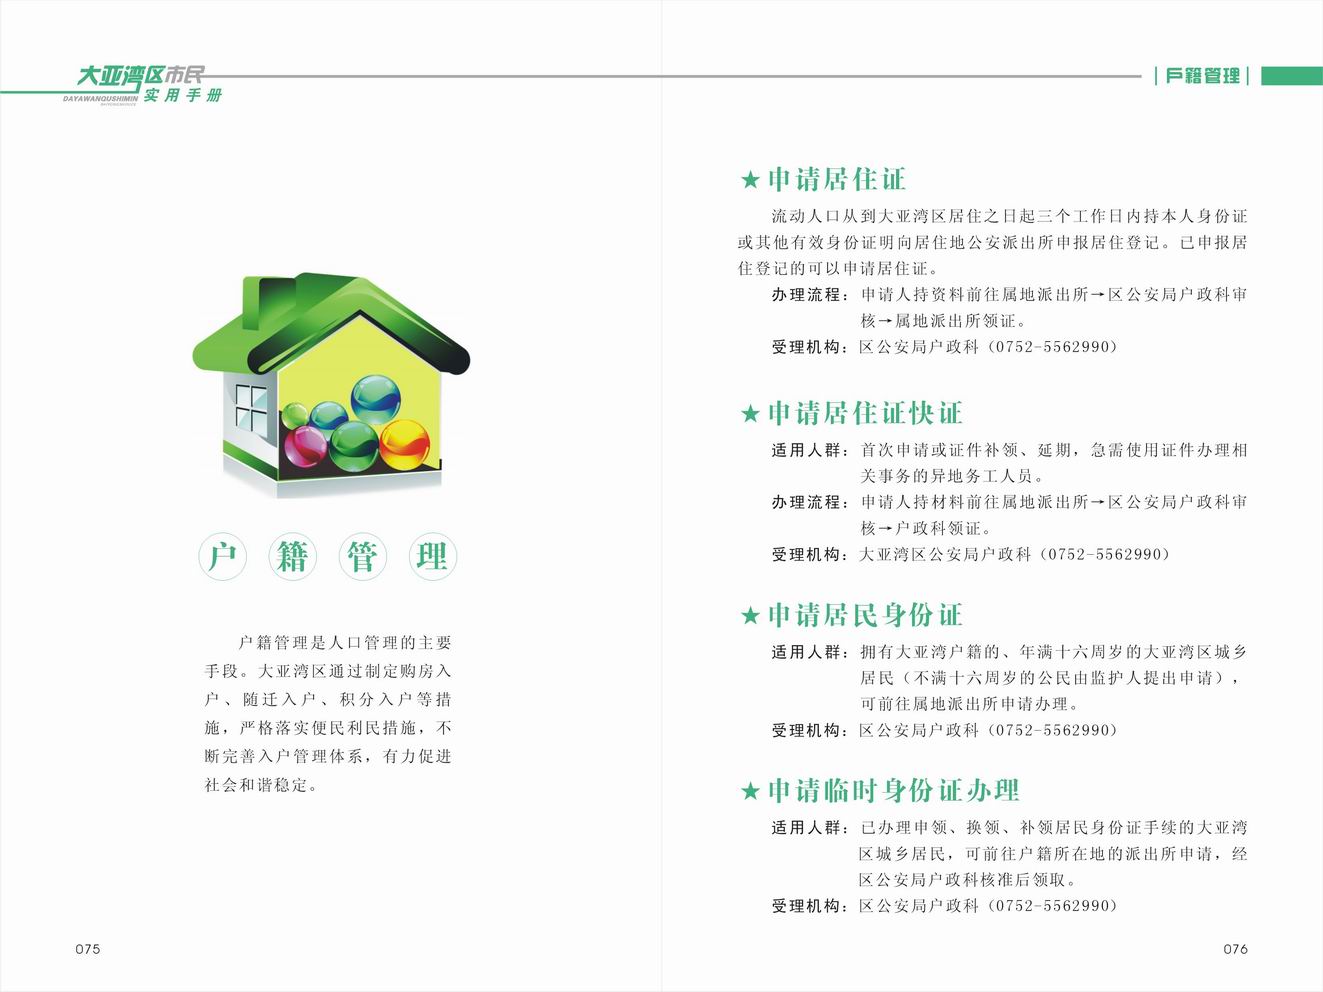 大亚湾区市民
DAYAWANQUSHIMIN 实用手册
户籍管理
户 籍 管 理
户籍管理是人口管理的主要
手段。大亚湾区通过制定购房入
户、随迁入户、积分入户等措
施，严格落实便民利民措施，不
断完善入户管理体系，有力促进
社会和谐稳定。
075
★申请居住证
流动人口从到大亚湾区居住之日起三个工作日内持本人身份证
或其他有效身份证明向居住地公安派出所申报居住登记。已申报居
住登记的可以申请居住证。
办理流程：申请人持资料前往属地派出所→区公安局户政科审
核→属地派出所领证。
受理机构：区公安局户政科（0752-5562990）
★申请居住证快证
适用人群：首次申请或证件补领、延期，急需使用证件办理相
关事务的异地务工人员。
办理流程：申请人持材料前往属地派出所→区公安局户政科审
核→户政科领证。
受理机构：大亚湾区公安局户政科（0752-5562990）
★申请居民身份证
适用人群：拥有大亚湾户籍的、年满十六周岁的大亚湾区城乡
居民（不满十六周岁的公民由监护人提出申请），
可前往属地派出所申请办理。
受理机构：区公安局户政科（0752-5562990）
★申请临时身份证办理
适用人群：已办理申领、换领、补领居民身份证手续的大亚湾
区城乡居民，可前往户籍所在地的派出所申请，经
区公安局户政科核准后领取。
受理机构：区公安局户政科（0752-5562990）
076